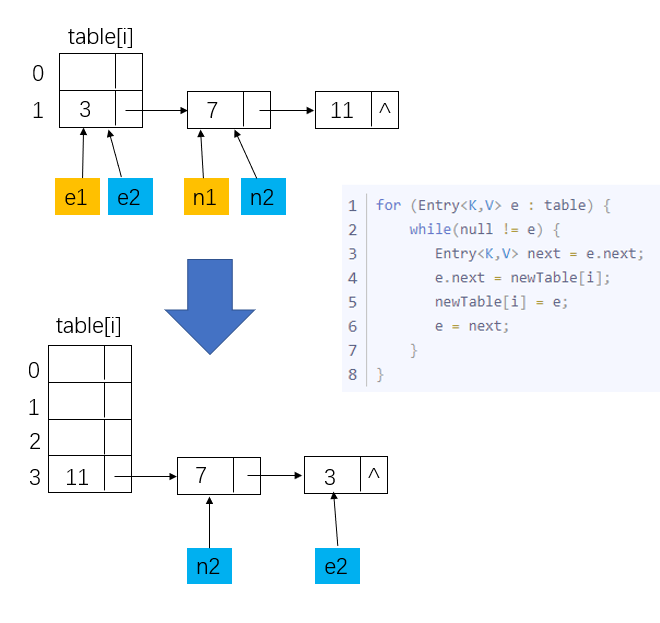 table[i]
0
1 3 7 11 ^
e1 e2 n1 n2
1 for (Entry<K,V> e : table) {
2 while(null != e) {
3 Entry<K,V> next = e.next;
4 e.next = newTable[i];
5 newTable[i] = e;
6 e = next;
7 }
8 }
table[i]
0
1
2
3 11 7 3 ^
n2 e2